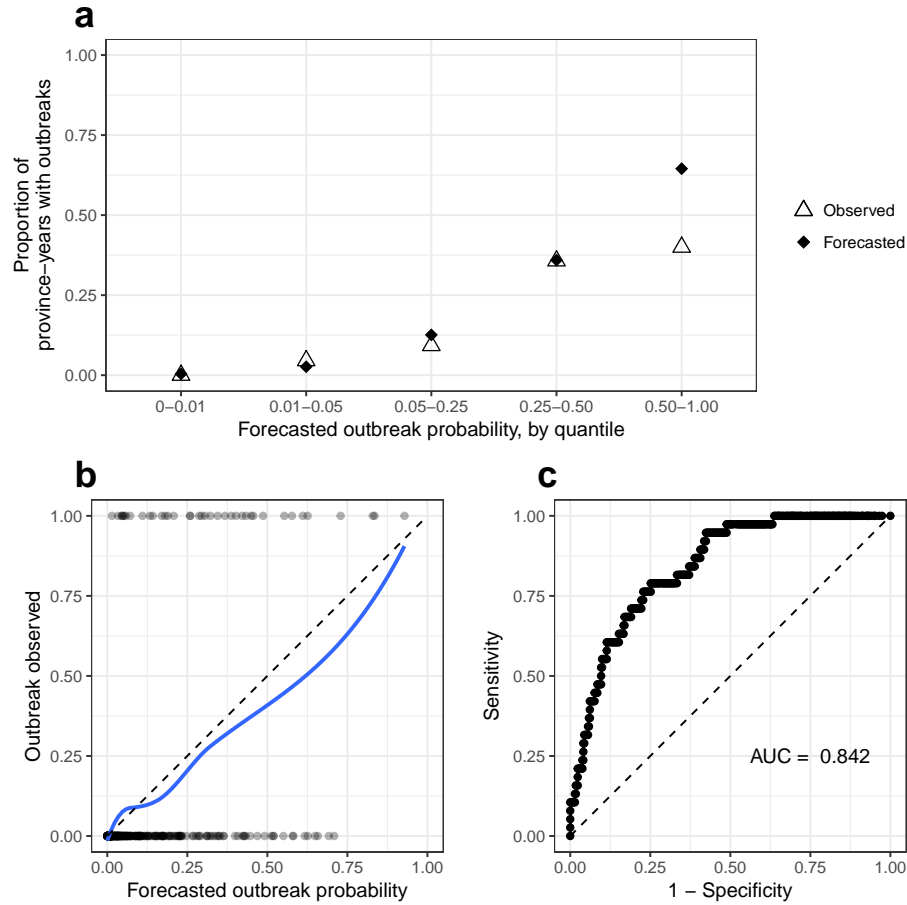 a
Proportion of
province−years with outbreaks
1.00
0.75
0.50
0.25
0.00
0−0.01
0.01−0.05
0.05−0.25
0.25−0.50
0.50−1.00
Forecasted outbreak probability, by quantile
Observed
Forecasted
b
Outbreak observed
1.00
0.75
0.50
0.25
0.00
0.00
0.25
0.50
0.75
1.00
Forecasted outbreak probability
c
Sensitivity
1.00
0.75
0.50
0.25
0.00
AUC = 0.842
0.00
0.25
0.50
0.75
1.00
1 − Specificity